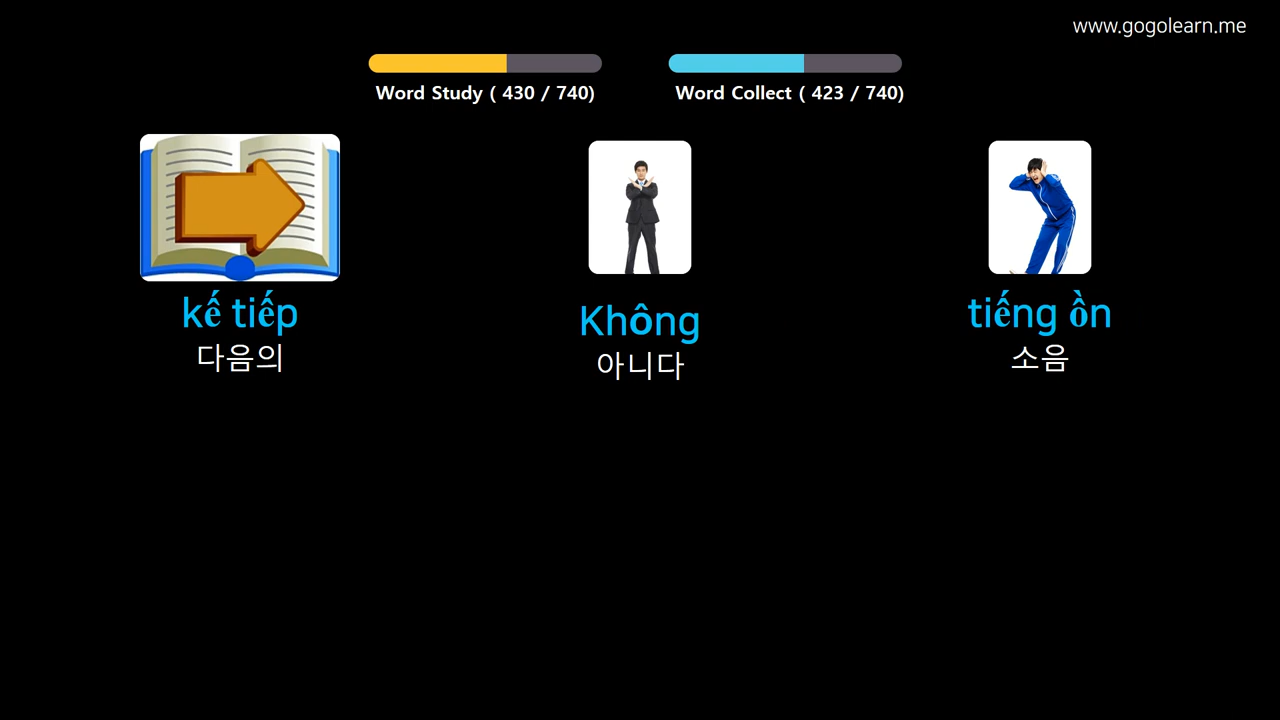 www.gogolearn.me
Word Study ( 430 / 740)
Word Collect ( 423 / 740)
kế tiếp
다음의
Không
아니다
tiếng ồn
소음